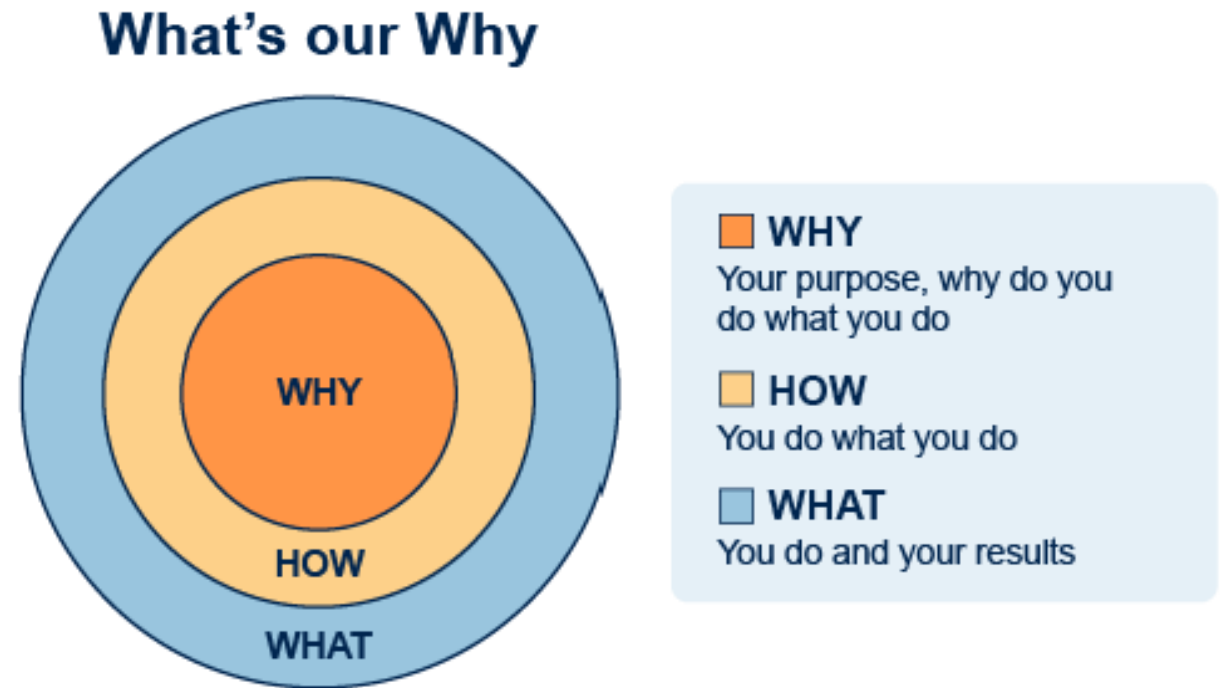 What’s our Why
WHY
HOW
WHAT
WHY
Your purpose, why do you
do what you do
HOW
You do what you do
WHAT
You do and your results